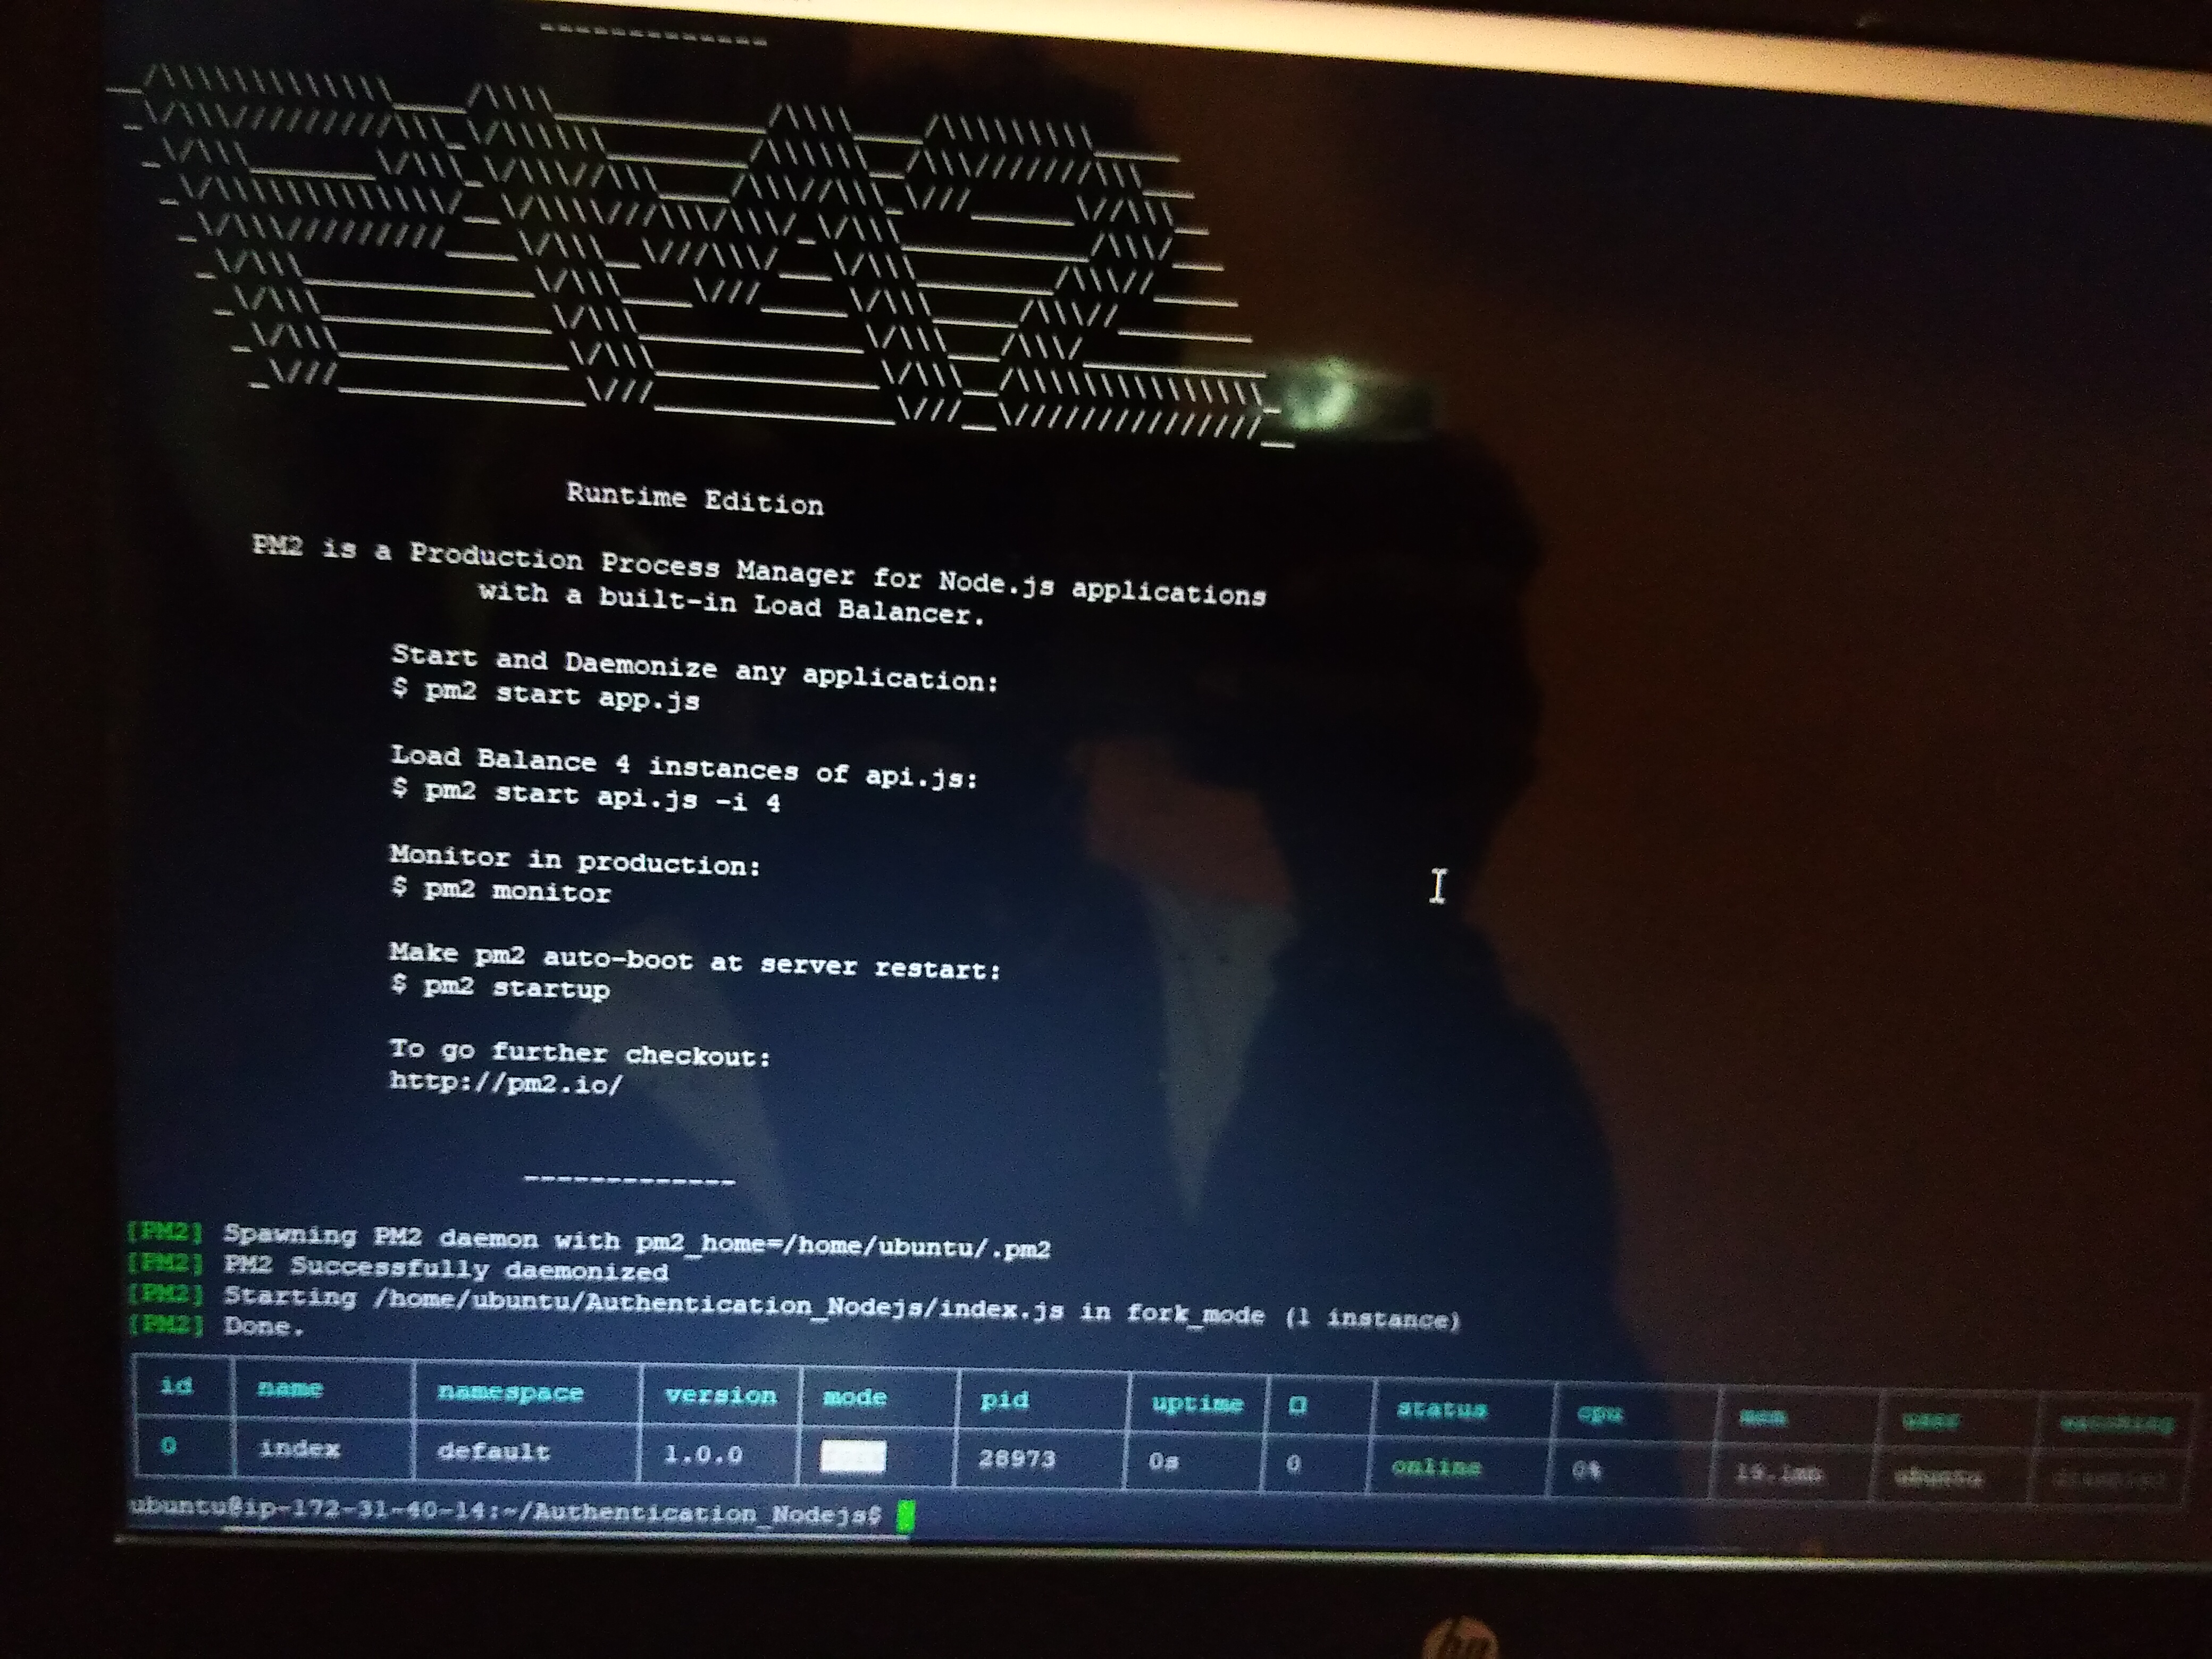 -------------
Runtime Edition
PM2 is a Production Process Manager for Node.js applications
with a built-in Load Balancer.
Start and Daemonize any application:
$ pm2 start app.js
Load Balance 4 instances of api.js:
$ pm2 start api.js -i 4
Monitor in production:
$ pm2 monitor
Make pm2 auto-boot at server restart:
$ pm2 startup
To go further checkout:
http://pm2.io/
-------------
[PM2] Spawning PM2 daemon with pm2_home=/home/ubuntu/.pm2
[PM2] PM2 Successfully daemonized
[PM2] Starting /home/ubuntu/Authentication_Nodejs/index.js in fork_mode (1 instance)
[PM2] Done.
id name namespace version mode pid uptime status cpu mem user watching
0 index default 1.0.0 28973 0s 0 online 0% ubuntu
ubuntu@ip-172-31-40-14:~/Authentication_Nodejs$
hp